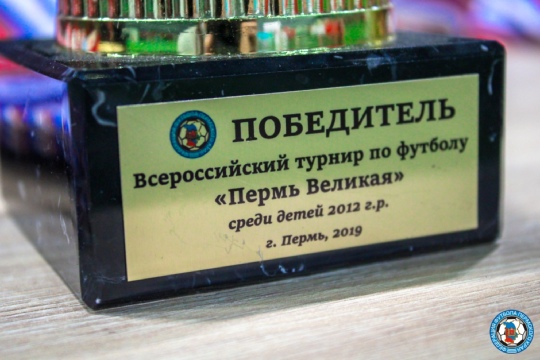 ПОБЕДИТЕЛЬ
Всероссийский турнир по футболу
«Пермь Великая»
среди детей 2012 г.р.
г. Пермь, 2019